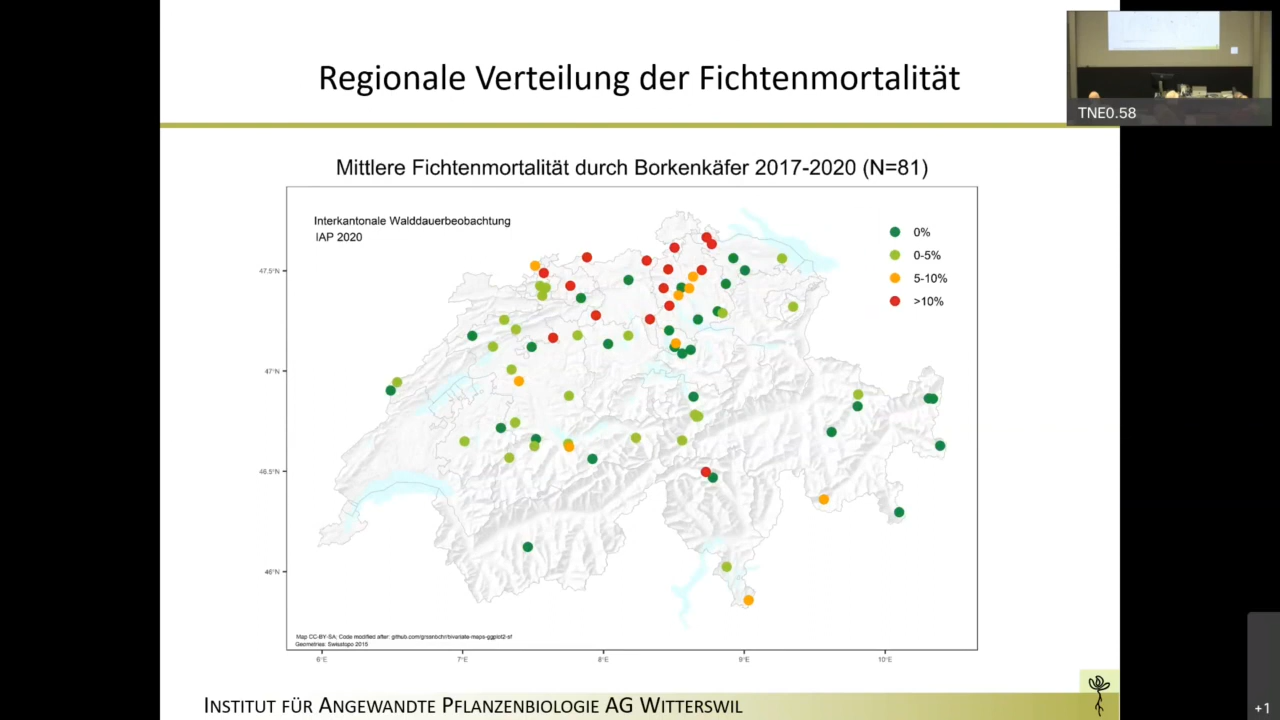 Regionale Verteilung der Fichtenmortalität
TNE0.58
Mittlere Fichtenmortalität durch Borkenkäfer 2017-2020 (N=81)
Interkantonale Walddauerbeobachtung
IAP 2020
0%
0-5%
5-10%
>10%
47.5°N
47°N
46.5°N
46°N
Map CC-BY-SA; Code modified after: github.com/grssnbchr/bivariate-maps-ggplot2-sf
Geometries: Swisstopo 2015
6°E 7°E 8°E 9°E 10°E
INSTITUT FÜR ANGEWANDTE PFLANZENBIOLOGIE AG WITTERSWIL
+1